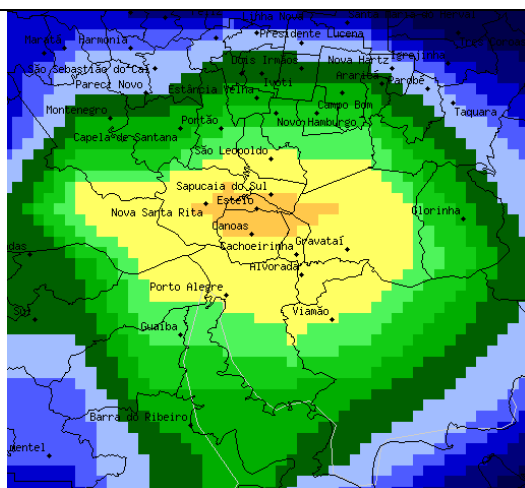 Presidente Lucena
Maratá
Harmonia
Dois Irmãos
Nova Hartz
São Sebastião do Caí
Ivoti
Araricá
Parobé
Pareci Novo
Estância Velha
Campo Bom
Taquara
Montenegro
Portão
Novo Hamburgo
Capela de Santana
São Leopoldo
Sapucaia do Sul
Esteio
Nova Santa Rita
Glorinha
Canoas
Cachoeirinha
Gravataí
Alvorada
Porto Alegre
Viamão
Guaíba
Barra do Ribeiro